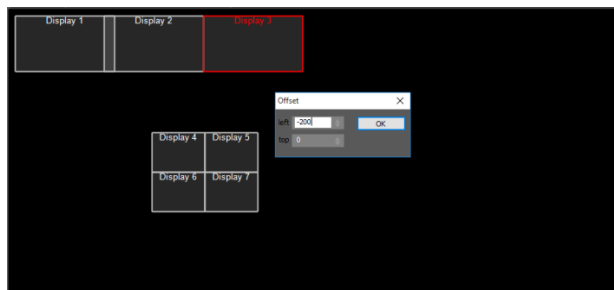 Display 1
Display 2
Display 3
Offset
left -200
OK
top 0
Display 4
Display 5
Display 6
Display 7